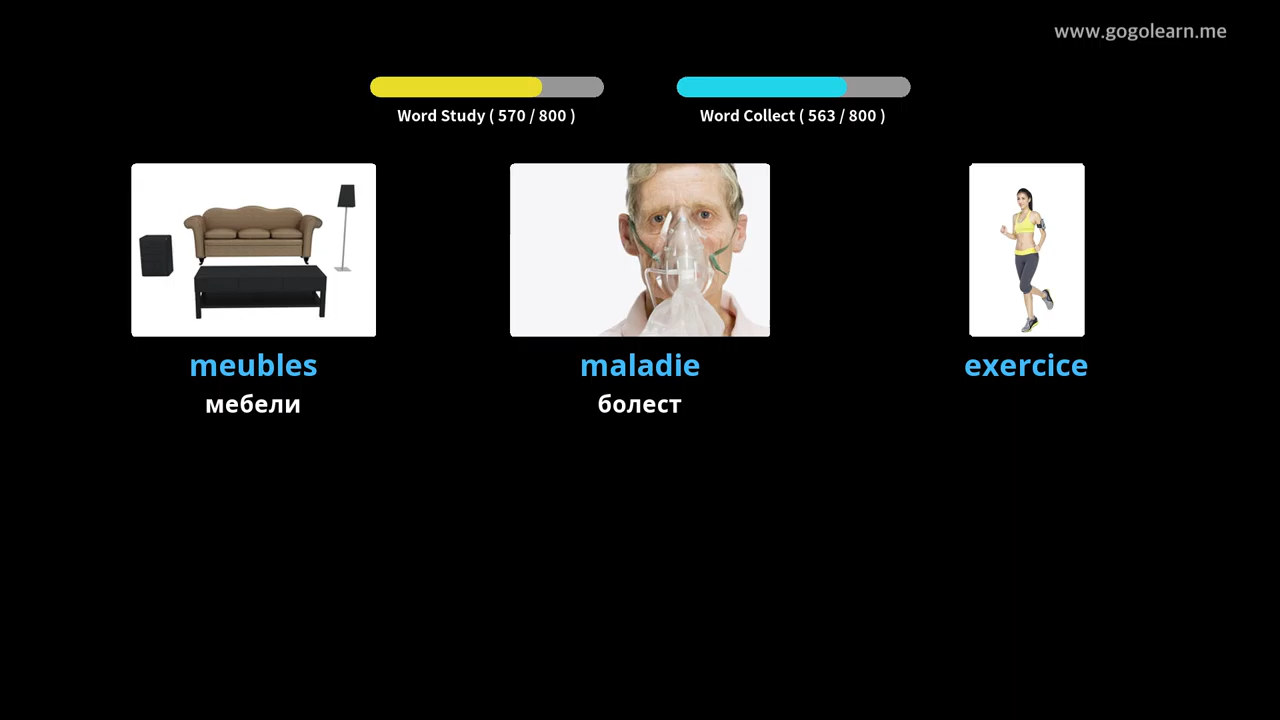 www.gogolearn.me
Word Study ( 570 / 800 )
Word Collect ( 563 / 800 )
meubles
мебели
maladie
болест
exercice